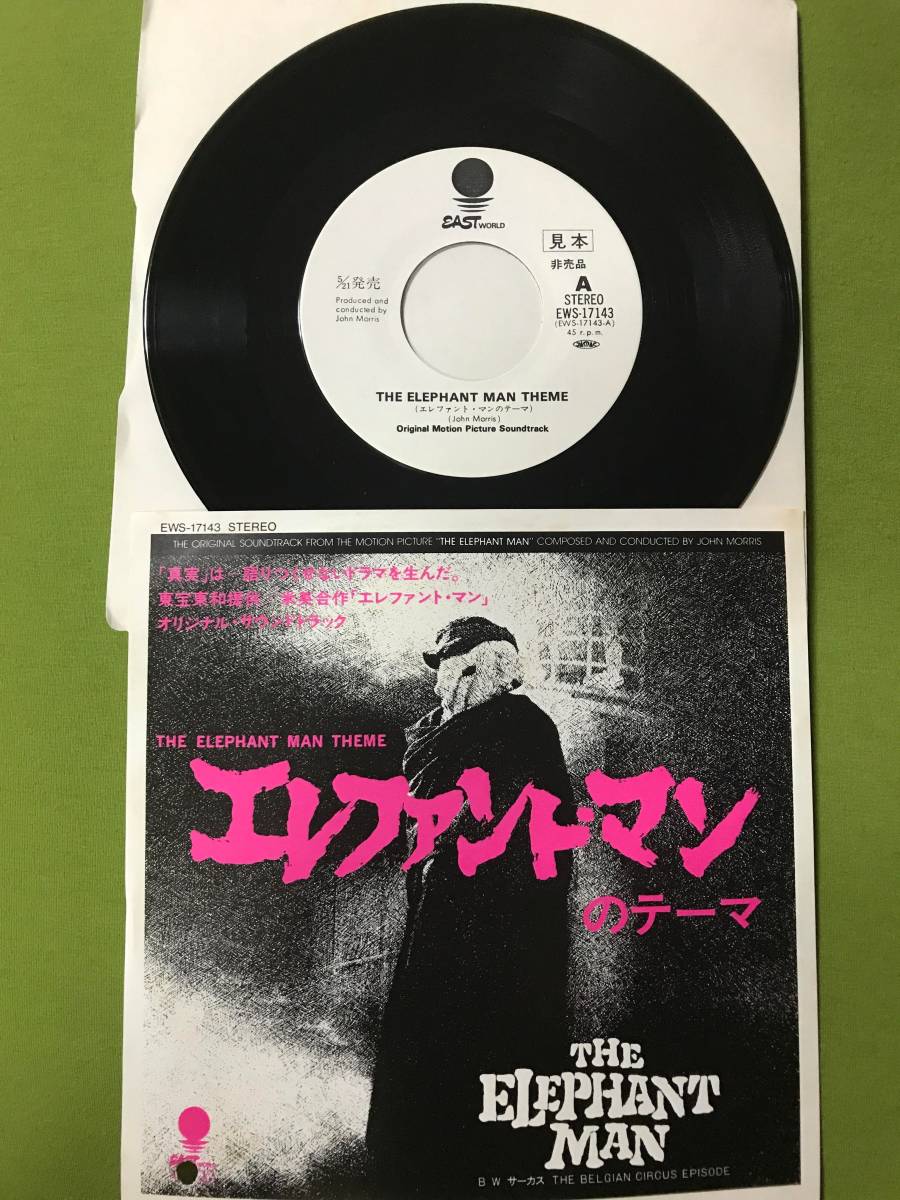 EAST WORLD
見本
非売品
5/21発売
A
STEREO
EWS-17143
(EWS-17143-A)
45 r.p.m.
Produced and
conducted by
John Morris
JASRAC
THE ELEPHANT MAN THEME
(エレファント・マンのテーマ)
(John Morris)
Original Motion Picture Soundtrack
EWS-17143 STEREO
THE ORIGINAL SOUNDTRACK FROM THE MOTION PICTURE "THE ELEPHANT MAN" COMPOSED AND CONDUCTED BY JOHN MORRIS
「真実」は 語りつくせないドラマを生んだ。
東宝東和提供 米英合作「エレファント・マン」
オリジナル・サウンドトラック
THE ELEPHANT MAN THEME
エレファント・マン
のテーマ
THE
ELEPHANT
MAN
B W サーカス THE BELGIAN CIRCUS EPISODE